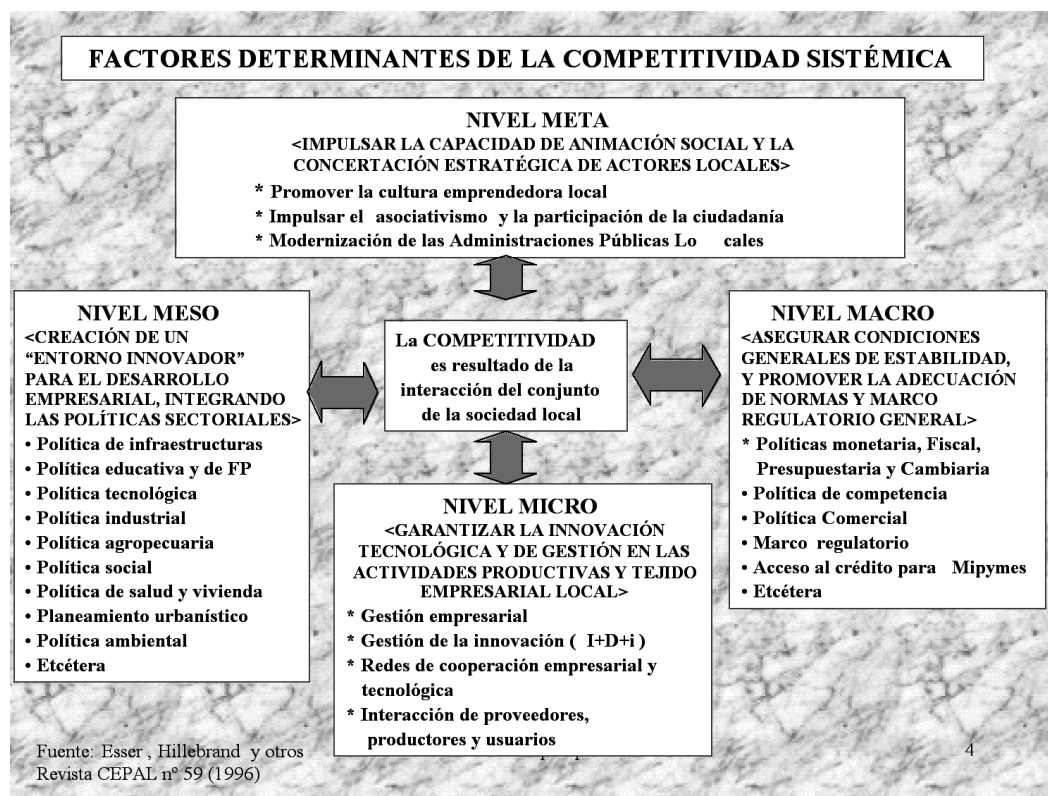 FACTORES DETERMINANTES DE LA COMPETITIVIDAD SISTÉMICA
NIVEL META
<IMPULSAR LA CAPACIDAD DE ANIMACIÓN SOCIAL Y LA
CONCERTACIÓN ESTRATÉGICA DE ACTORES LOCALES>
* Promover la cultura emprendedora local
* Impulsar el asociativismo y la participación de la ciudadanía
* Modernización de las Administraciones Públicas Lo cales
NIVEL MESO
<CREACIÓN DE UN
“ENTORNO INNOVADOR”
PARA EL DESARROLLO
EMPRESARIAL, INTEGRANDO
LAS POLÍTICAS SECTORIALES>
• Política de infraestructuras
• Política educativa y de FP
• Política tecnológica
• Política industrial
• Política agropecuaria
• Política social
• Política de salud y vivienda
• Planeamiento urbanístico
• Política ambiental
• Etcétera
La COMPETITIVIDAD
es resultado de la
interacción del conjunto
de la sociedad local
NIVEL MACRO
<ASEGURAR CONDICIONES
GENERALES DE ESTABILIDAD,
Y PROMOVER LA ADECUACIÓN
DE NORMAS Y MARCO
REGULATORIO GENERAL>
* Políticas monetaria, Fiscal,
Presupuestaria y Cambiaria
• Política de competencia
• Política Comercial
• Marco regulatorio
• Acceso al crédito para Mipymes
• Etcétera
NIVEL MICRO
<GARANTIZAR LA INNOVACIÓN
TECNOLÓGICA Y DE GESTIÓN EN LAS
ACTIVIDADES PRODUCTIVAS Y TEJIDO
EMPRESARIAL LOCAL>
* Gestión empresarial
* Gestión de la innovación ( I+D+i )
* Redes de cooperación empresarial y
tecnológica
* Interacción de proveedores,
productores y usuarios
Fuente: Esser , Hillebrand y otros
Revista CEPAL nº 59 (1996)
4